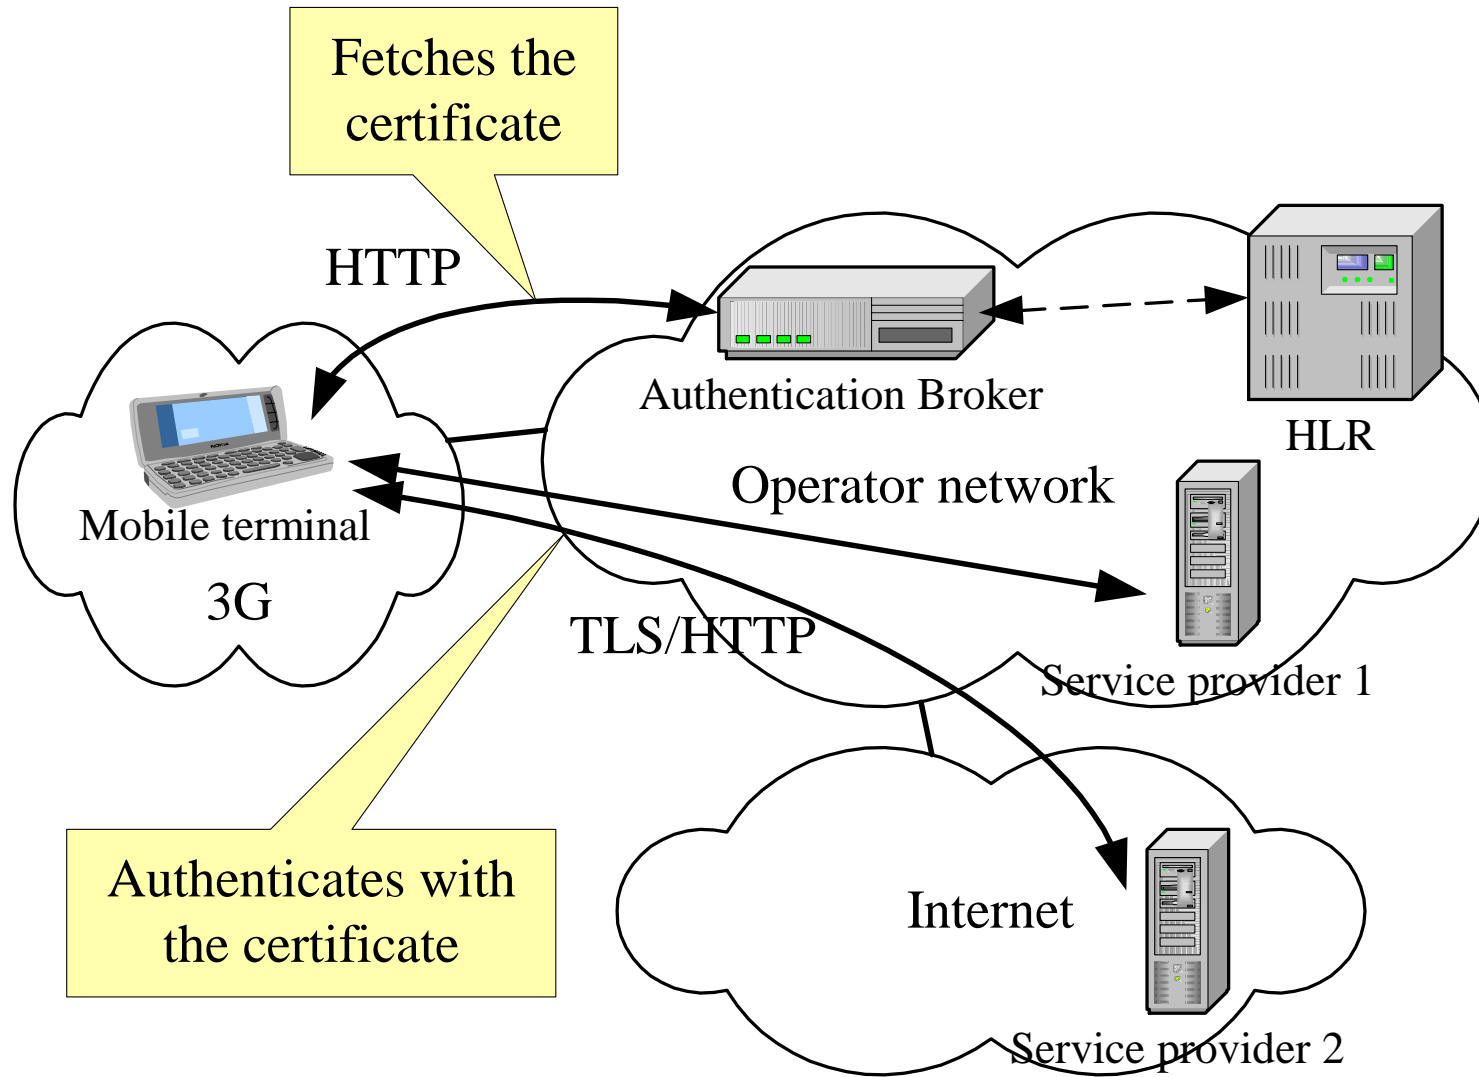 Fetches the
certificate
HTTP
Authentication Broker
HLR
NOKIA
Mobile terminal
3G
Operator network
TLS/HTTP
Service provider 1
Authenticates with
the certificate
Internet
Service provider 2